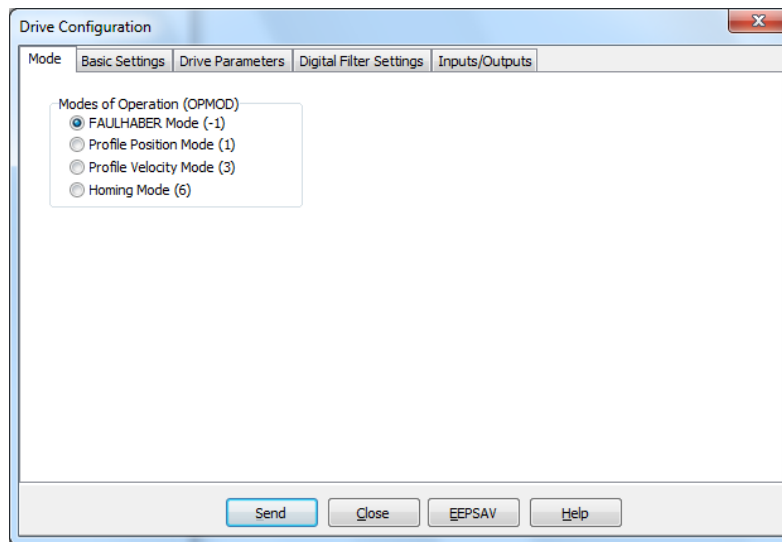 Drive Configuration
Mode
Basic Settings
Drive Parameters
Digital Filter Settings
Inputs/Outputs
Modes of Operation (OPMOD)
FAULHABER Mode (-1)
Profile Position Mode (1)
Profile Velocity Mode (3)
Homing Mode (6)
Send
Close
EEPSAV
Help